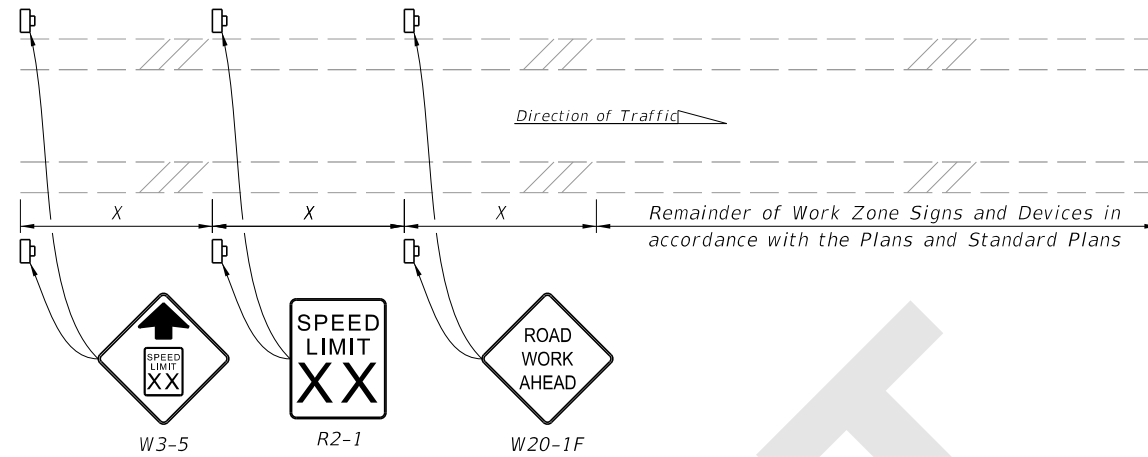 Direction of Traffic
X
X
X
Remainder of Work Zone Signs and Devices in
accordance with the Plans and Standard Plans
SPEED
LIMIT
XX
W3-5
SPEED
LIMIT
XX
R2-1
ROAD
WORK
AHEAD
W20-1F